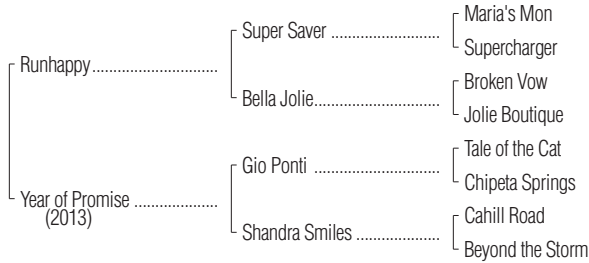 Maria's Mon
Super Saver ......................
Supercharger
Runhappy..........................
Broken Vow
Bella Jolie..........................
Jolie Boutique
Tale of the Cat
Gio Ponti ..........................
Chipeta Springs
Year of Promise .................
(2013)
Cahill Road
Shandra Smiles .................
Beyond the Storm